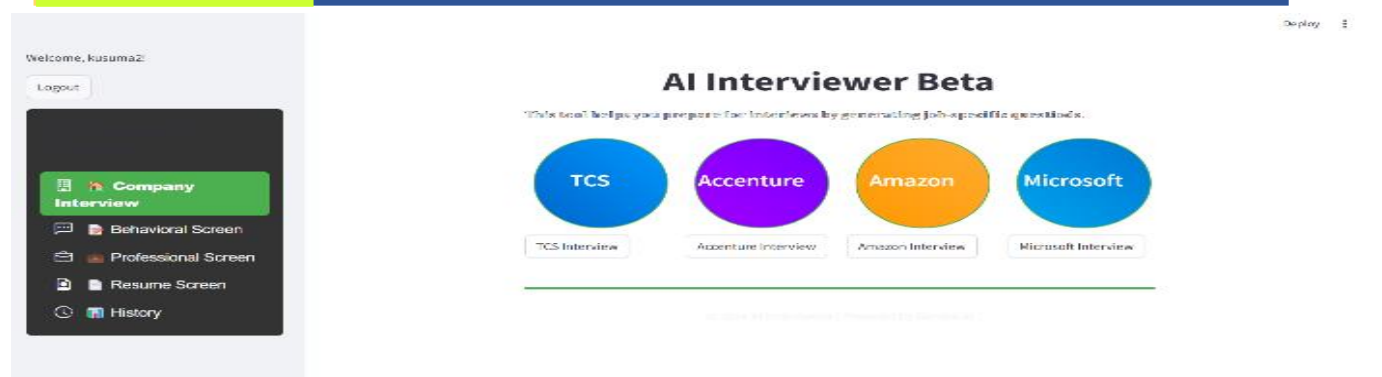 Deploy
Welcome, kusuma2!
Logout
Company
Interview
Behavioral Screen
Professional Screen
Resume Screen
History
AI Interviewer Beta
This tool helps you prepare for interviews by generating job-specific questions.
TCS
Accenture
Amazon
Microsoft
TCS Interview
Accenture Interview
Amazon Interview
Microsoft Interview